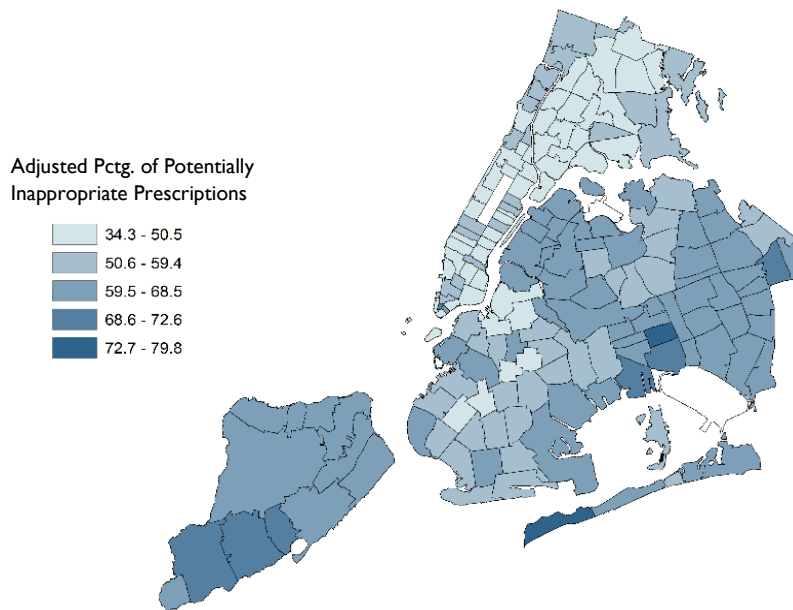 Adjusted Pctg. of Potentially
Inappropriate Prescriptions
34.3 - 50.5
50.6 - 59.4
59.5 - 68.5
68.6 - 72.6
72.7 - 79.8